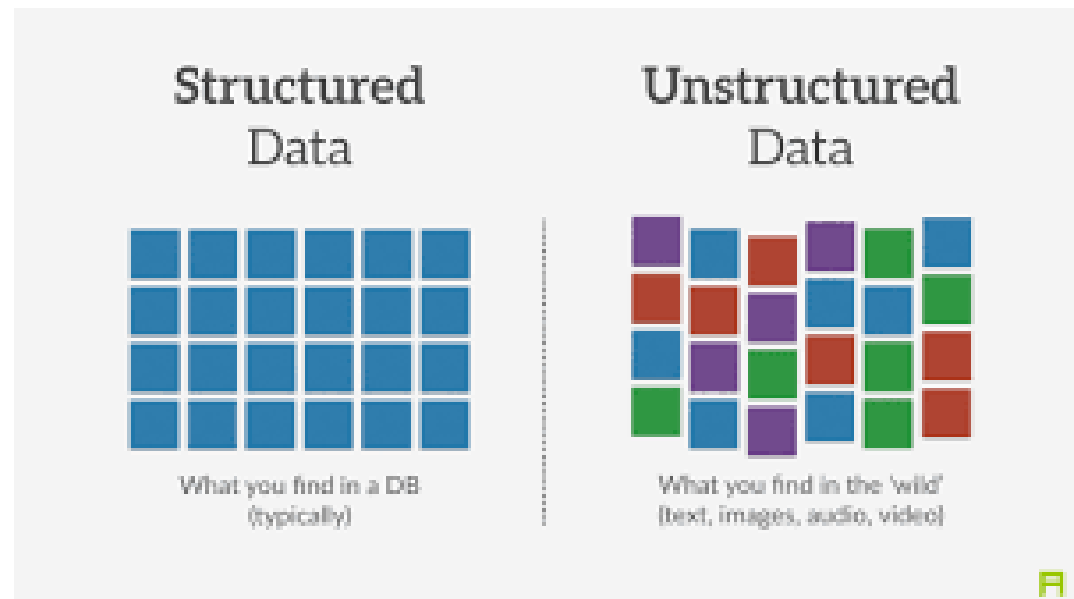 Structured
Data
Unstructured
Data
What you find in a DB
(typically)
What you find in the 'wild'
(text, images, audio, video)